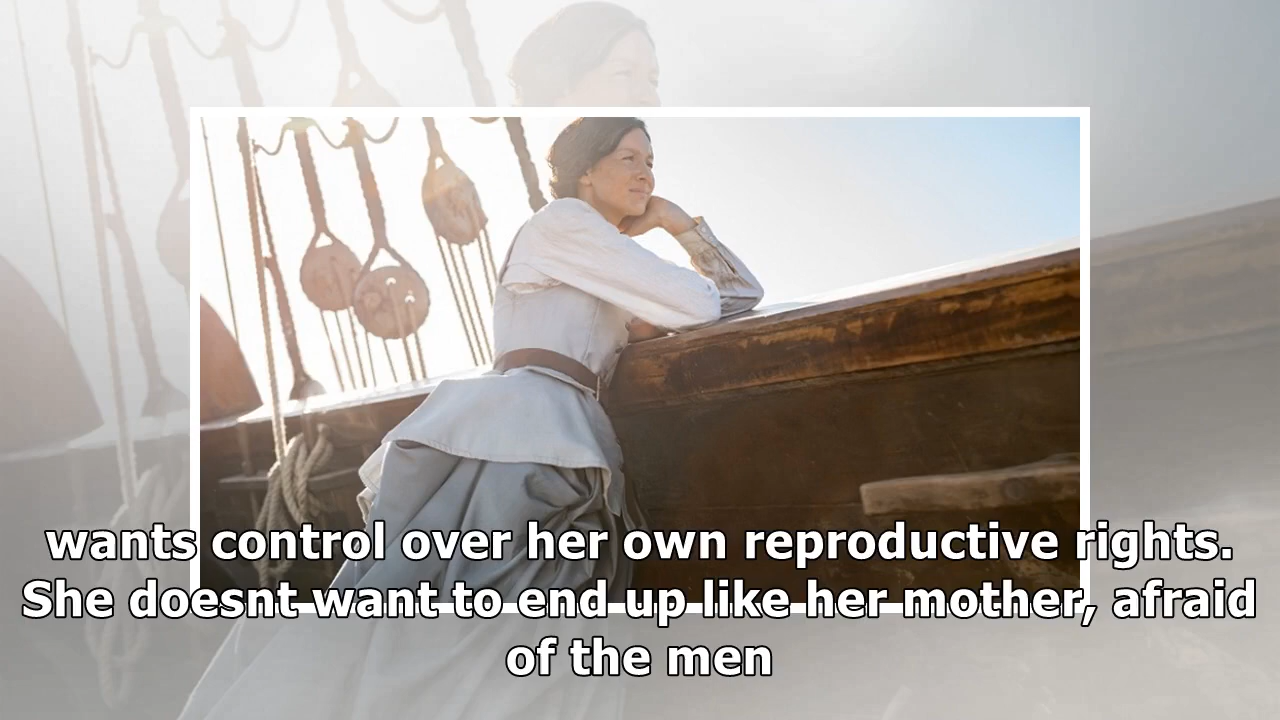 wants control over her own reproductive rights.
She doesnt want to end up like her mother, afraid
of the men